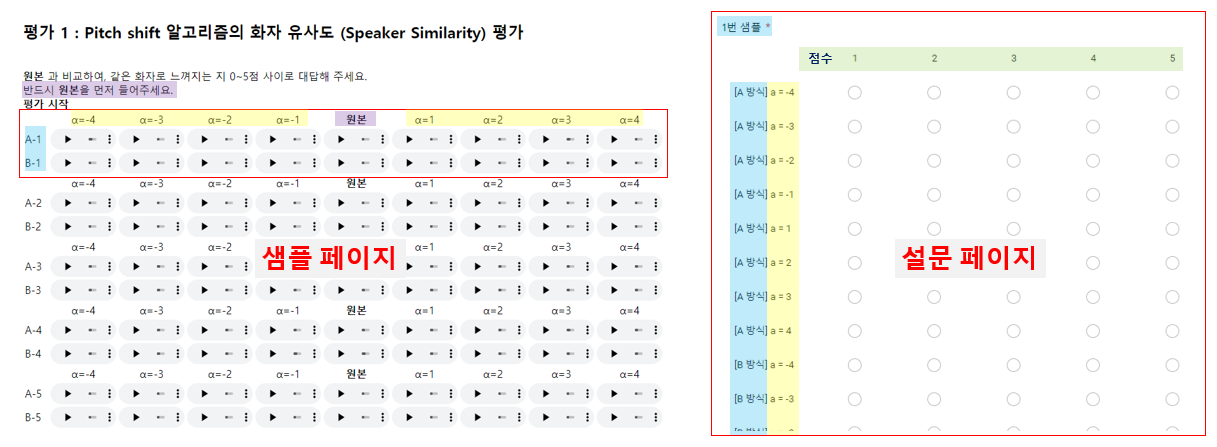 평가 1 : Pitch shift 알고리즘의 화자 유사도 (Speaker Similarity) 평가
원본 과 비교하여, 같은 화자로 느껴지는 지 0~5점 사이로 대답해 주세요.
반드시 원본을 먼저 들어주세요.
평가 시작
α=-4 α=-3 α=-2 α=-1 원본 α=1 α=2 α=3 α=4
A-1
B-1
α=-4 α=-3 α=-2 α=-1 원본 α=1 α=2 α=3 α=4
A-2
B-2
α=-4 α=-3 α=-2 α=1 α=2 α=3 α=4
샘플 페이지
A-3
B-3
α=-4 α=-3 α=-2 α=-1 원본 α=1 α=2 α=3 α=4
A-4
B-4
α=-4 α=-3 α=-2 α=-1 원본 α=1 α=2 α=3 α=4
A-5
B-5
1번 샘플 *
점수 1 2 3 4 5
[A 방식] a = -4
[A 방식] a = -3
[A 방식] a = -2
[A 방식] a = -1
[A 방식] a = 1
설문 페이지
[A 방식] a = 2
[A 방식] a = 3
[A 방식] a = 4
[B 방식] a = -4
[B 방식] a = -3